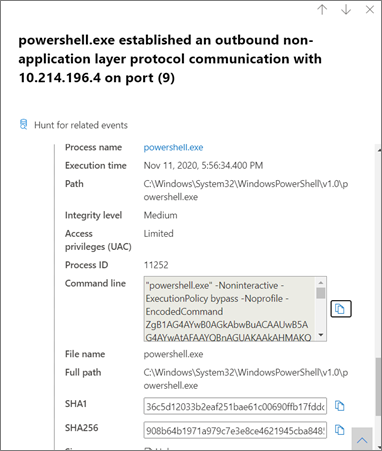 powershell.exe established an outbound non-
application layer protocol communication with
10.214.196.4 on port (9)
Hunt for related events
Process name powershell.exe
Execution time Nov 11, 2020, 5:56:34.400 PM
Path C:\Windows\System32\WindowsPowerShell\v1.0\p
owershell.exe
Integrity level Medium
Access
privileges (UAC) Limited
Process ID 11252
Command line "powershell.exe" -Noninteractive -
ExecutionPolicy bypass -Noprofile -
EncodedCommand
ZgB1AG4AYwB0AGkAbwBuACAAUwB5A
G4AYwAtAFAAYQBnAGUAKAAkAHMAKQ
File name powershell.exe
Full path C:\Windows\System32\WindowsPowerShell\v1.0\p
owershell.exe
SHA1 36c5d12033b2eaf251bae61c00690ffb17fddc
SHA256 908b64b1971a979c7e3e8ce4621945cba848